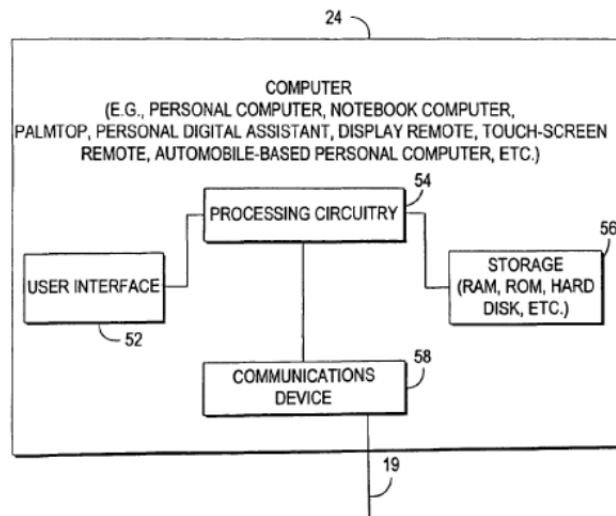 24
COMPUTER
(E.G., PERSONAL COMPUTER, NOTEBOOK COMPUTER,
PALMTOP, PERSONAL DIGITAL ASSISTANT, DISPLAY REMOTE, TOUCH-SCREEN
REMOTE, AUTOMOBILE-BASED PERSONAL COMPUTER, ETC.)
54
PROCESSING CIRCUITRY
56
USER INTERFACE
STORAGE
(RAM, ROM, HARD
DISK, ETC.)
52
58
COMMUNICATIONS
DEVICE
19